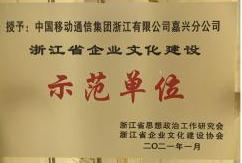 授予：中国移动通信集团浙江有限公司嘉兴分公司
浙江省企业文化建设
示范单位
浙江省思想政治工作研究会
浙江省企业文化建设协会
二〇二一年一月